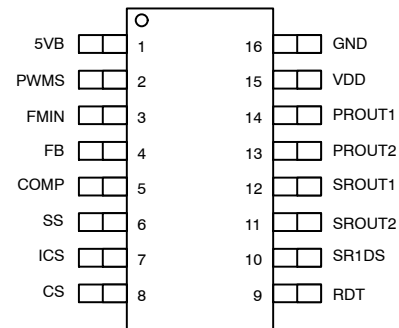 5VB 1 16 GND
PWMS 2 15 VDD
FMIN 3 14 PROUT1
FB 4 13 PROUT2
COMP 5 12 SROUT1
SS 6 11 SROUT2
ICS 7 10 SR1DS
CS 8 9 RDT